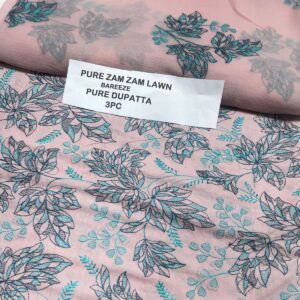 PURE ZAM ZAM LAWN
BAREEZE
PURE DUPATTA
3PC